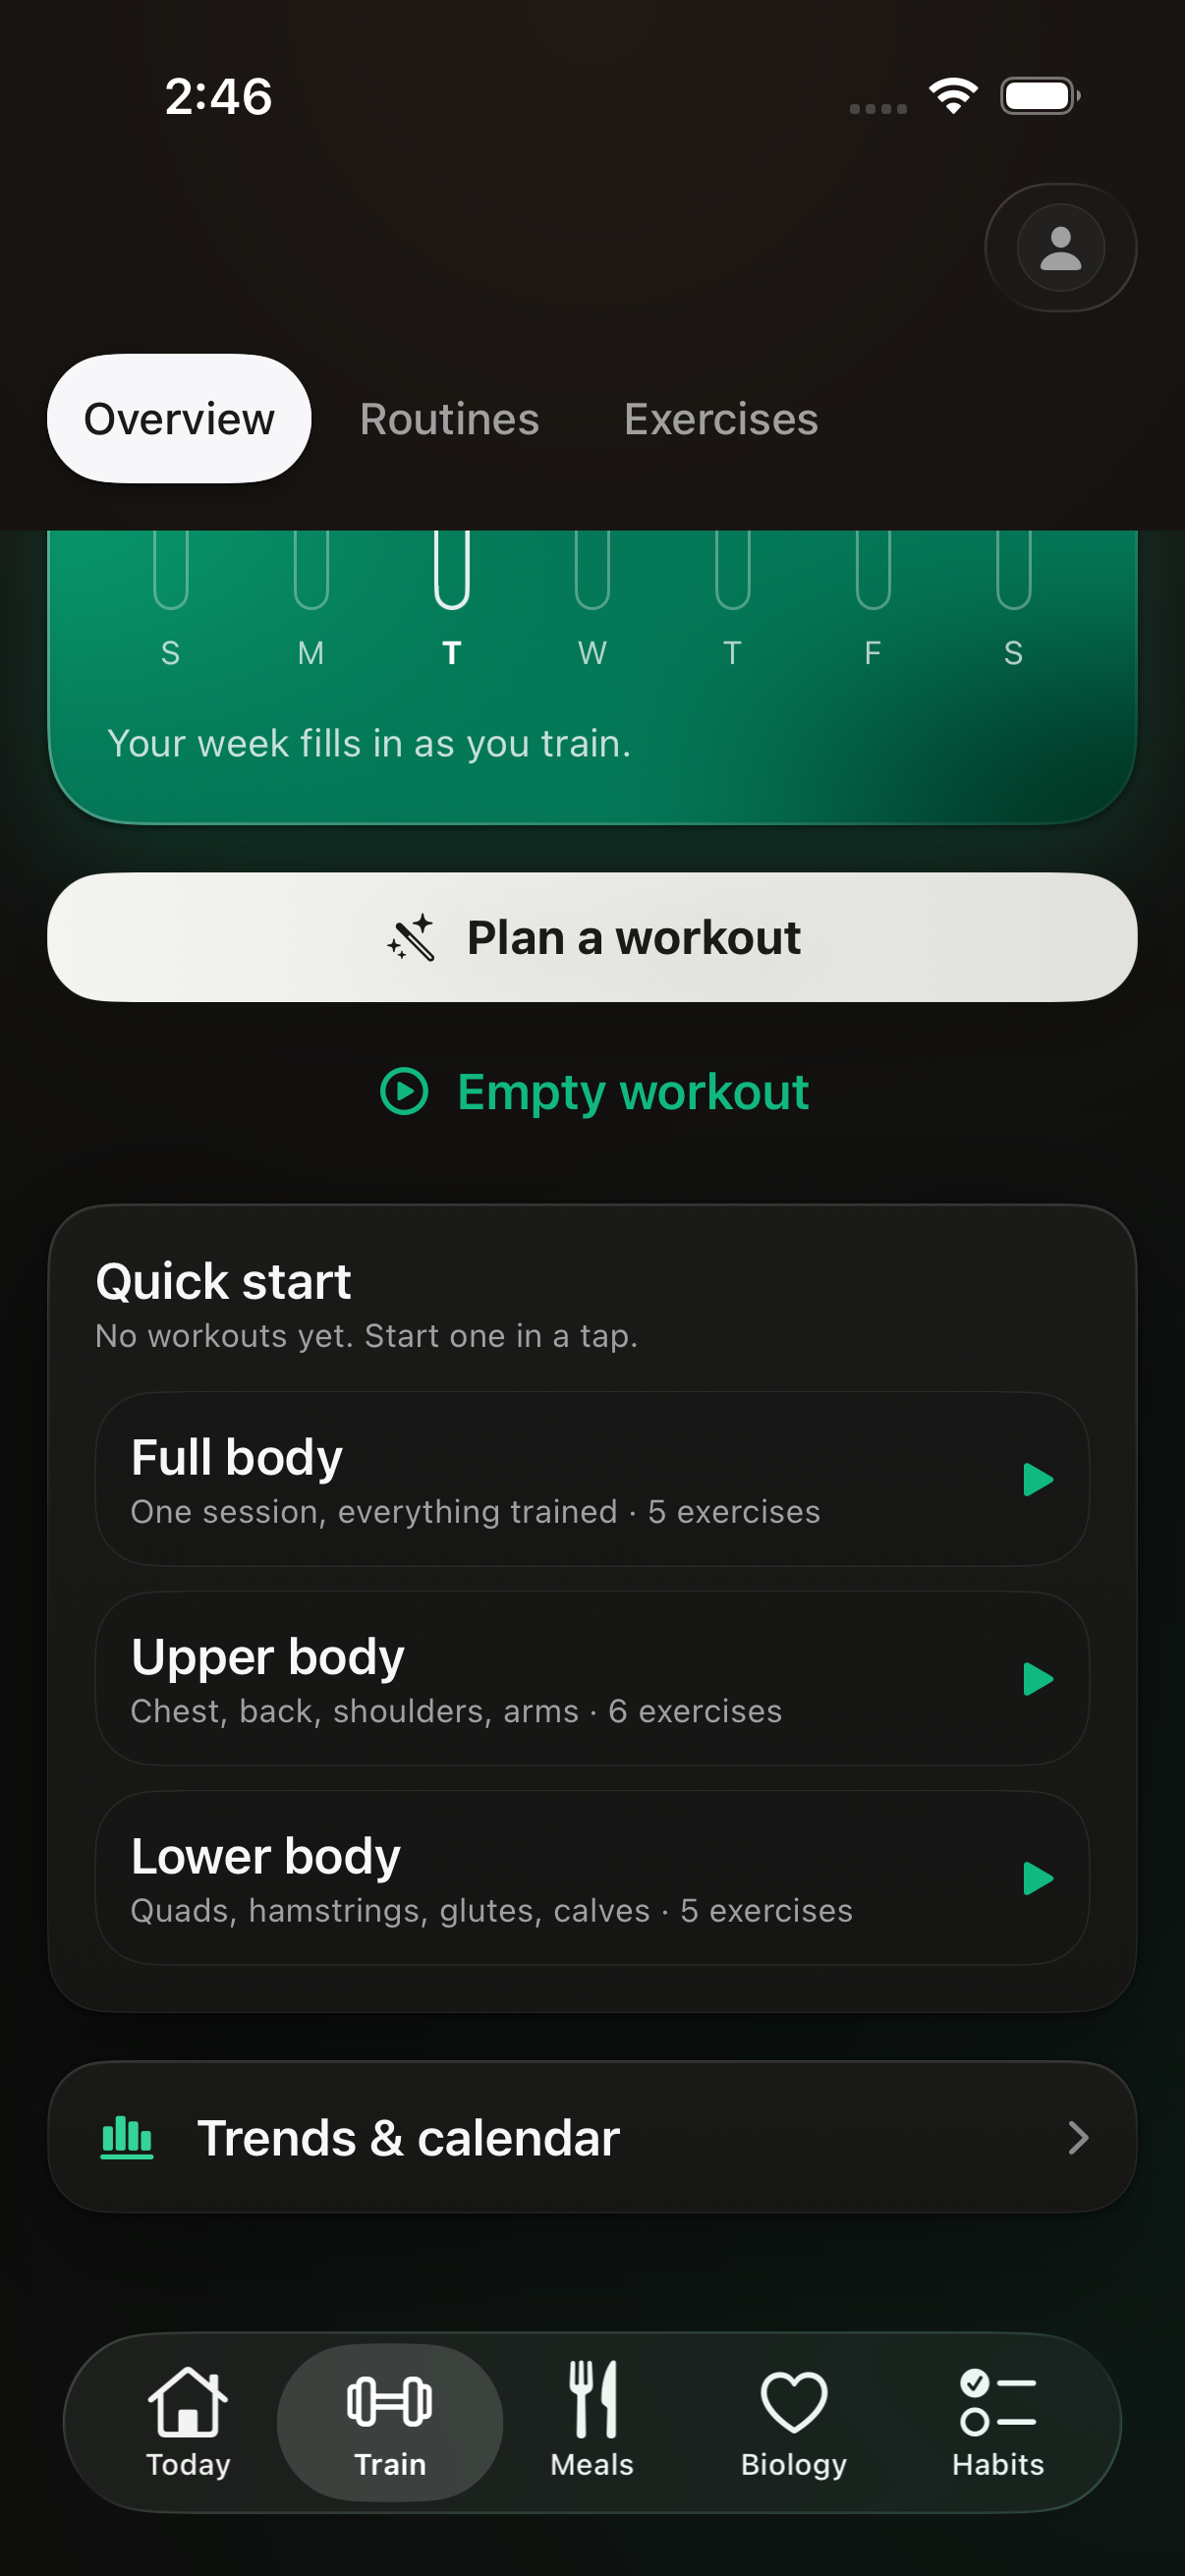 2:46
Overview
Routines
Exercises
S M T W T F S
Your week fills in as you train.
Plan a workout
Empty workout
Quick start
No workouts yet. Start one in a tap.
Full body
One session, everything trained · 5 exercises
Upper body
Chest, back, shoulders, arms · 6 exercises
Lower body
Quads, hamstrings, glutes, calves · 5 exercises
Trends & calendar
Today
Train
Meals
Biology
Habits